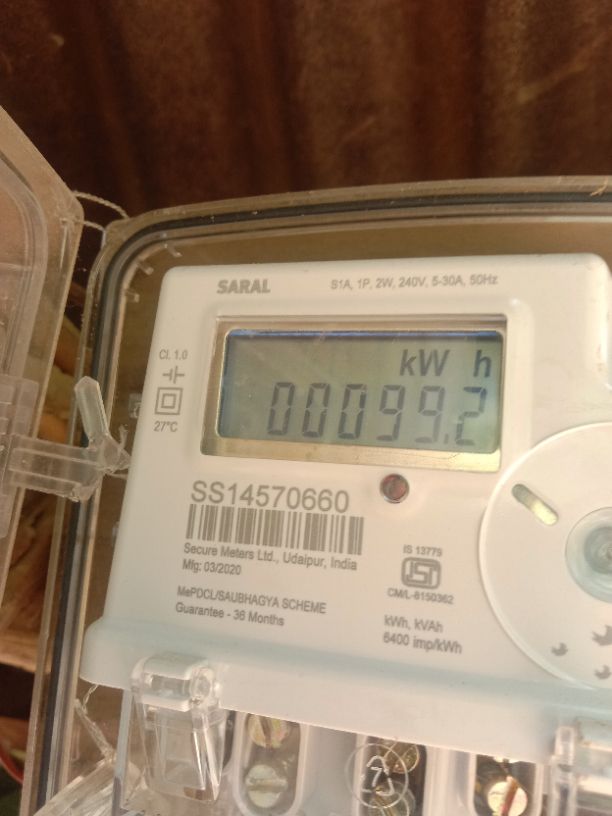 SARAL
S1A, 1P, 2W, 240V, 5-30A, 50Hz
Cl. 1.0
27°C
kW h
00099.2
SS14570660
Secure Meters Ltd., Udaipur, India
Mfg: 03/2020
MePDCL/SAUBHAGYA SCHEME
Guarantee - 36 Months
IS 13779
CM/L-8150362
kWh, kVAh
6400 imp/kWh